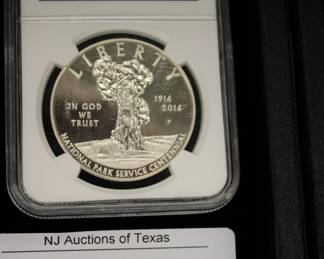 LIBERTY
IN GOD
WE
TRUST
1916
2016
P
NATIONAL PARK SERVICE CENTENNIAL
NJ Auctions of Texas